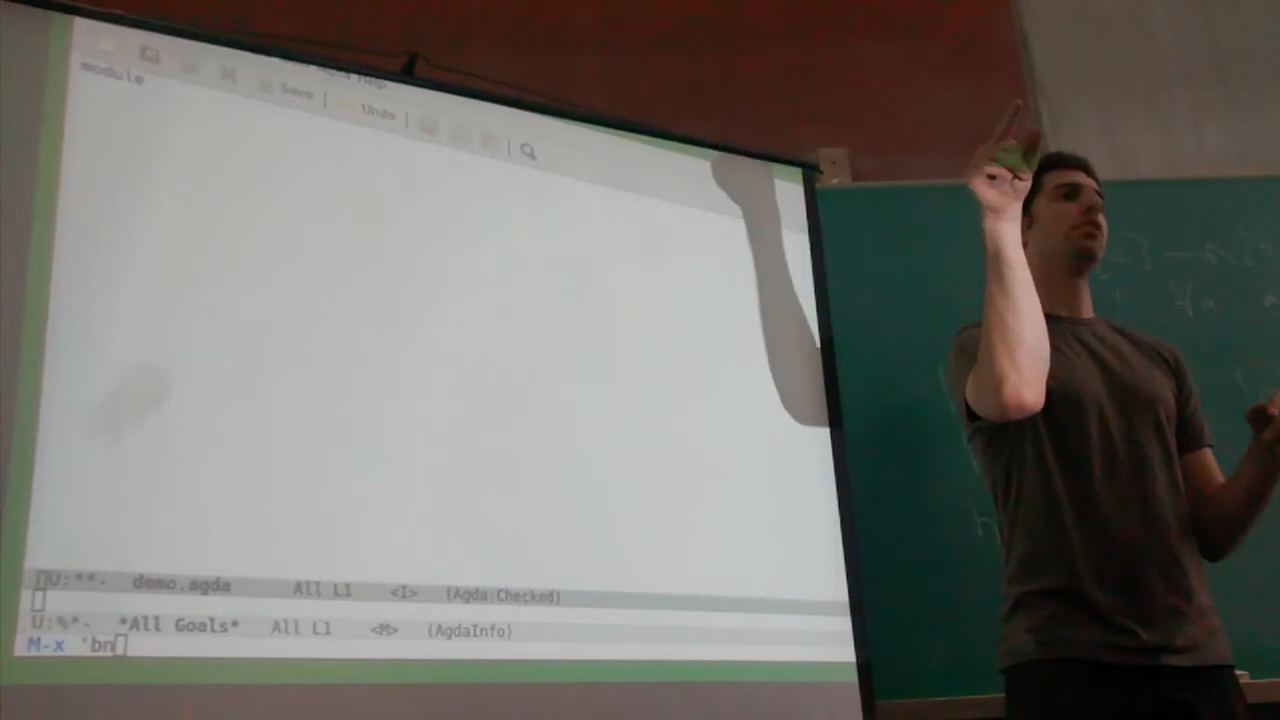 Save Undo
module
U:**- demo.agda All L1 <I> (Agda:Checked)
U:%*- *All Goals* All L1 <M> (AgdaInfo)
M-x 'bn